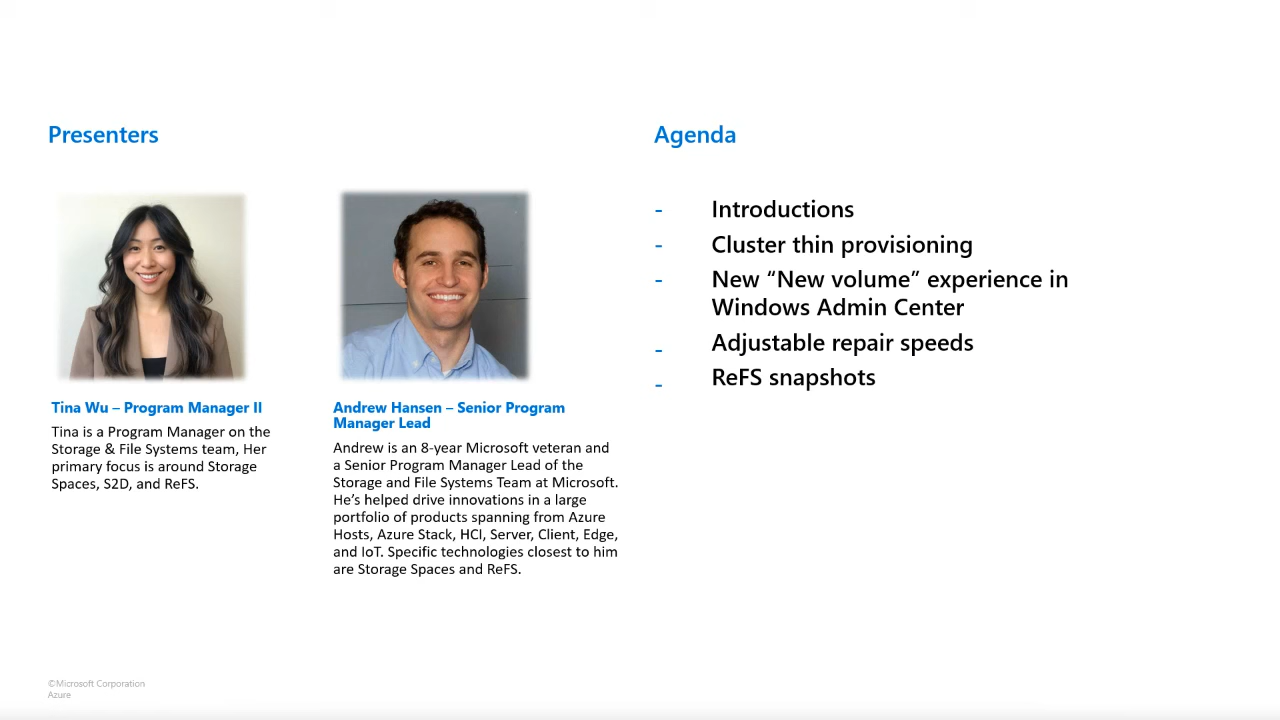 Presenters
Tina Wu – Program Manager II
Tina is a Program Manager on the
Storage & File Systems team, Her
primary focus is around Storage
Spaces, S2D, and ReFS.
Andrew Hansen – Senior Program
Manager Lead
Andrew is an 8-year Microsoft veteran and
a Senior Program Manager Lead of the
Storage and File Systems Team at Microsoft.
He's helped drive innovations in a large
portfolio of products spanning from Azure
Hosts, Azure Stack, HCI, Server, Client, Edge,
and IoT. Specific technologies closest to him
are Storage Spaces and ReFS.
Agenda
- Introductions
- Cluster thin provisioning
- New “New volume” experience in
Windows Admin Center
- Adjustable repair speeds
- ReFS snapshots
©Microsoft Corporation
Azure